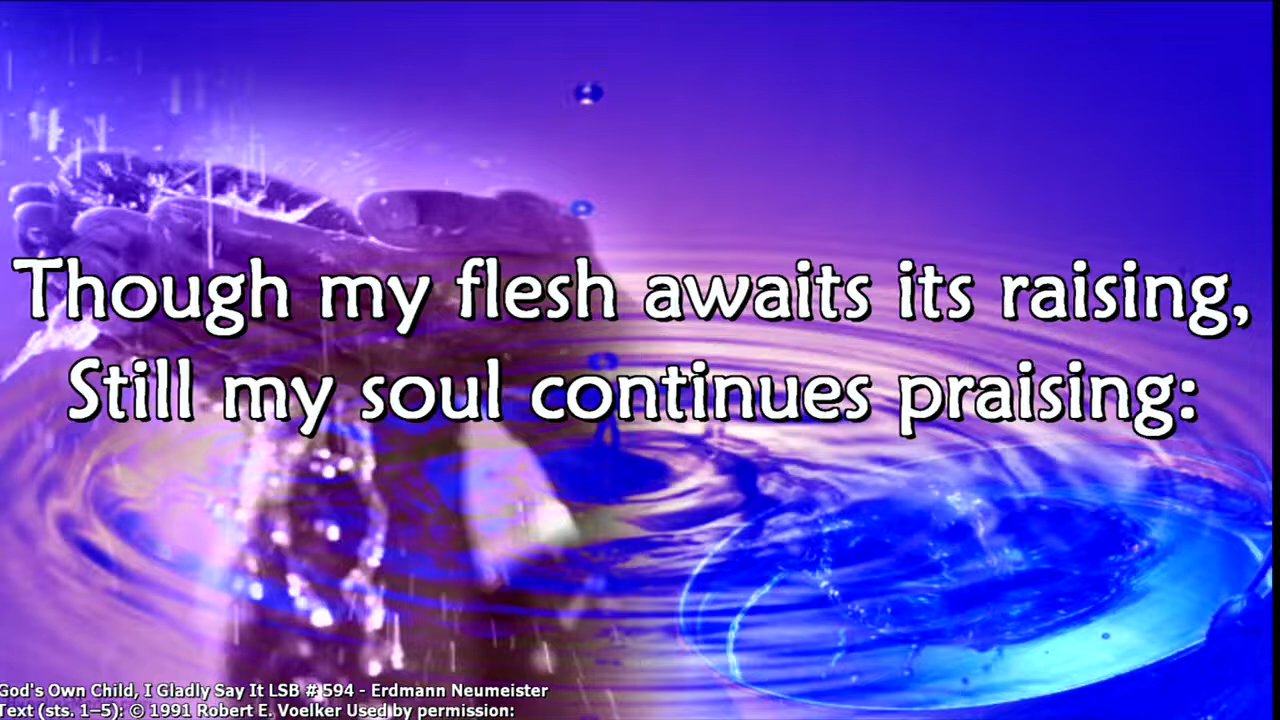 Though my flesh awaits its raising,
Still my soul continues praising:
God's Own Child, I Gladly Say It LSB # 594 - Erdmann Neumeister
Text (sts. 1–5): © 1991 Robert E. Voelker Used by permission: